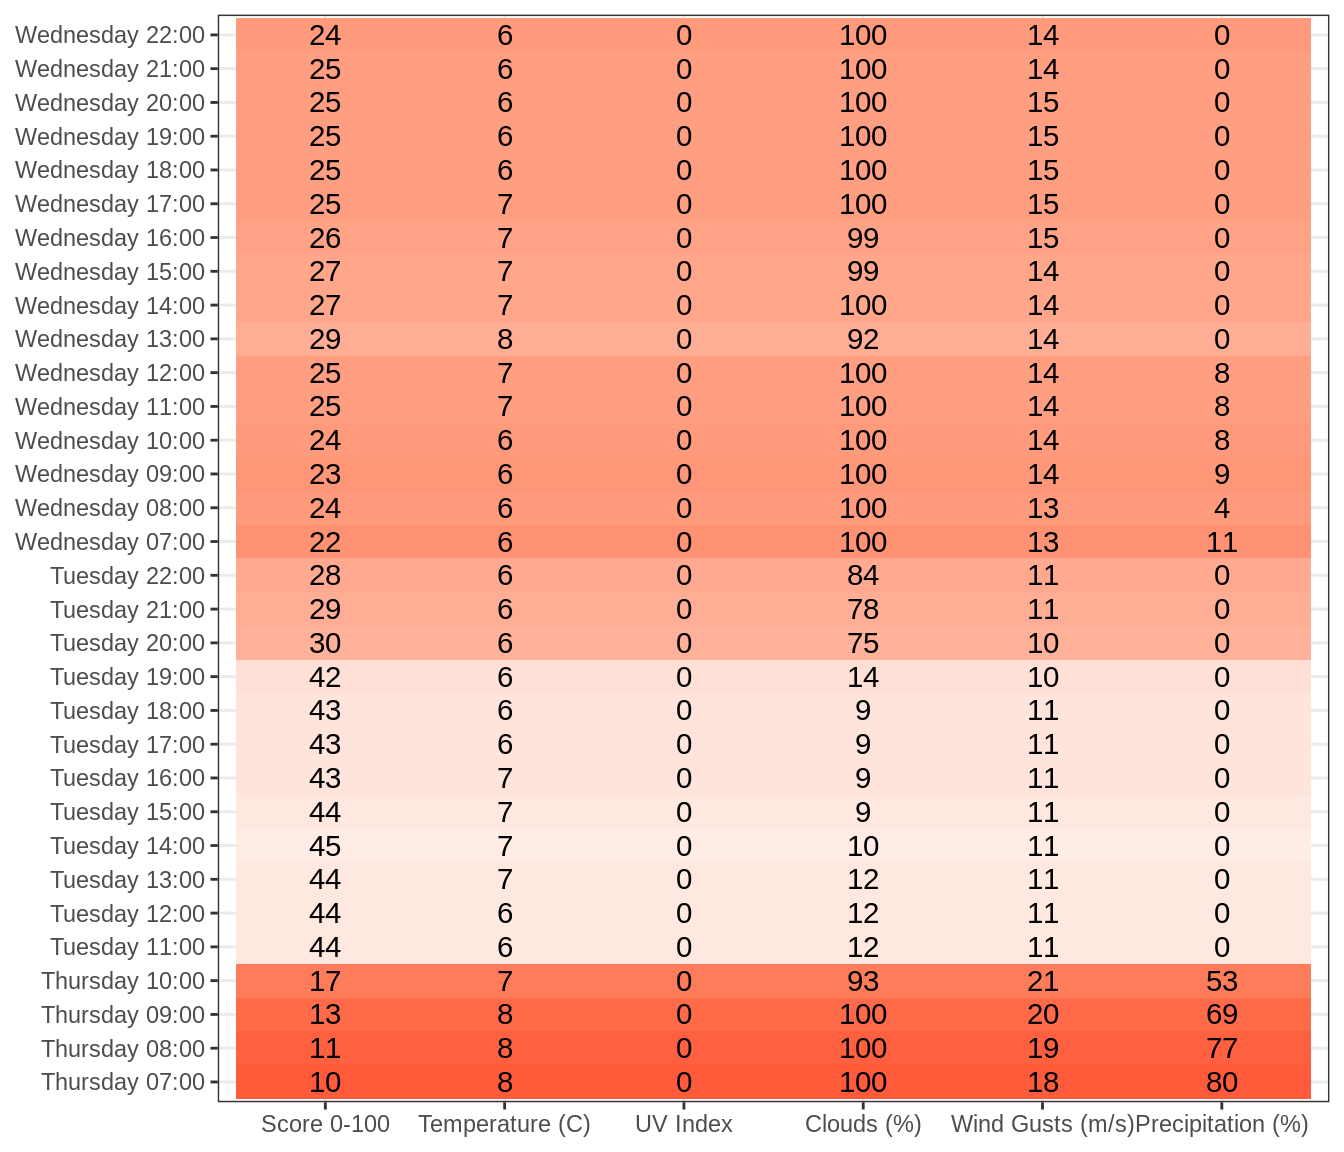 Wednesday 22:00 24 6 0 100 14 0
Wednesday 21:00 25 6 0 100 14 0
Wednesday 20:00 25 6 0 100 15 0
Wednesday 19:00 25 6 0 100 15 0
Wednesday 18:00 25 6 0 100 15 0
Wednesday 17:00 25 7 0 100 15 0
Wednesday 16:00 26 7 0 99 15 0
Wednesday 15:00 27 7 0 99 14 0
Wednesday 14:00 27 7 0 100 14 0
Wednesday 13:00 29 8 0 92 14 0
Wednesday 12:00 25 7 0 100 14 8
Wednesday 11:00 25 7 0 100 14 8
Wednesday 10:00 24 6 0 100 14 8
Wednesday 09:00 23 6 0 100 14 9
Wednesday 08:00 24 6 0 100 13 4
Wednesday 07:00 22 6 0 100 13 11
Tuesday 22:00 28 6 0 84 11 0
Tuesday 21:00 29 6 0 78 11 0
Tuesday 20:00 30 6 0 75 10 0
Tuesday 19:00 42 6 0 14 10 0
Tuesday 18:00 43 6 0 9 11 0
Tuesday 17:00 43 6 0 9 11 0
Tuesday 16:00 43 7 0 9 11 0
Tuesday 15:00 44 7 0 9 11 0
Tuesday 14:00 45 7 0 10 11 0
Tuesday 13:00 44 7 0 12 11 0
Tuesday 12:00 44 6 0 12 11 0
Tuesday 11:00 44 6 0 12 11 0
Thursday 10:00 17 7 0 93 21 53
Thursday 09:00 13 8 0 100 20 69
Thursday 08:00 11 8 0 100 19 77
Thursday 07:00 10 8 0 100 18 80
Score 0-100 Temperature (C) UV Index Clouds (%) Wind Gusts (m/s) Precipitation (%)